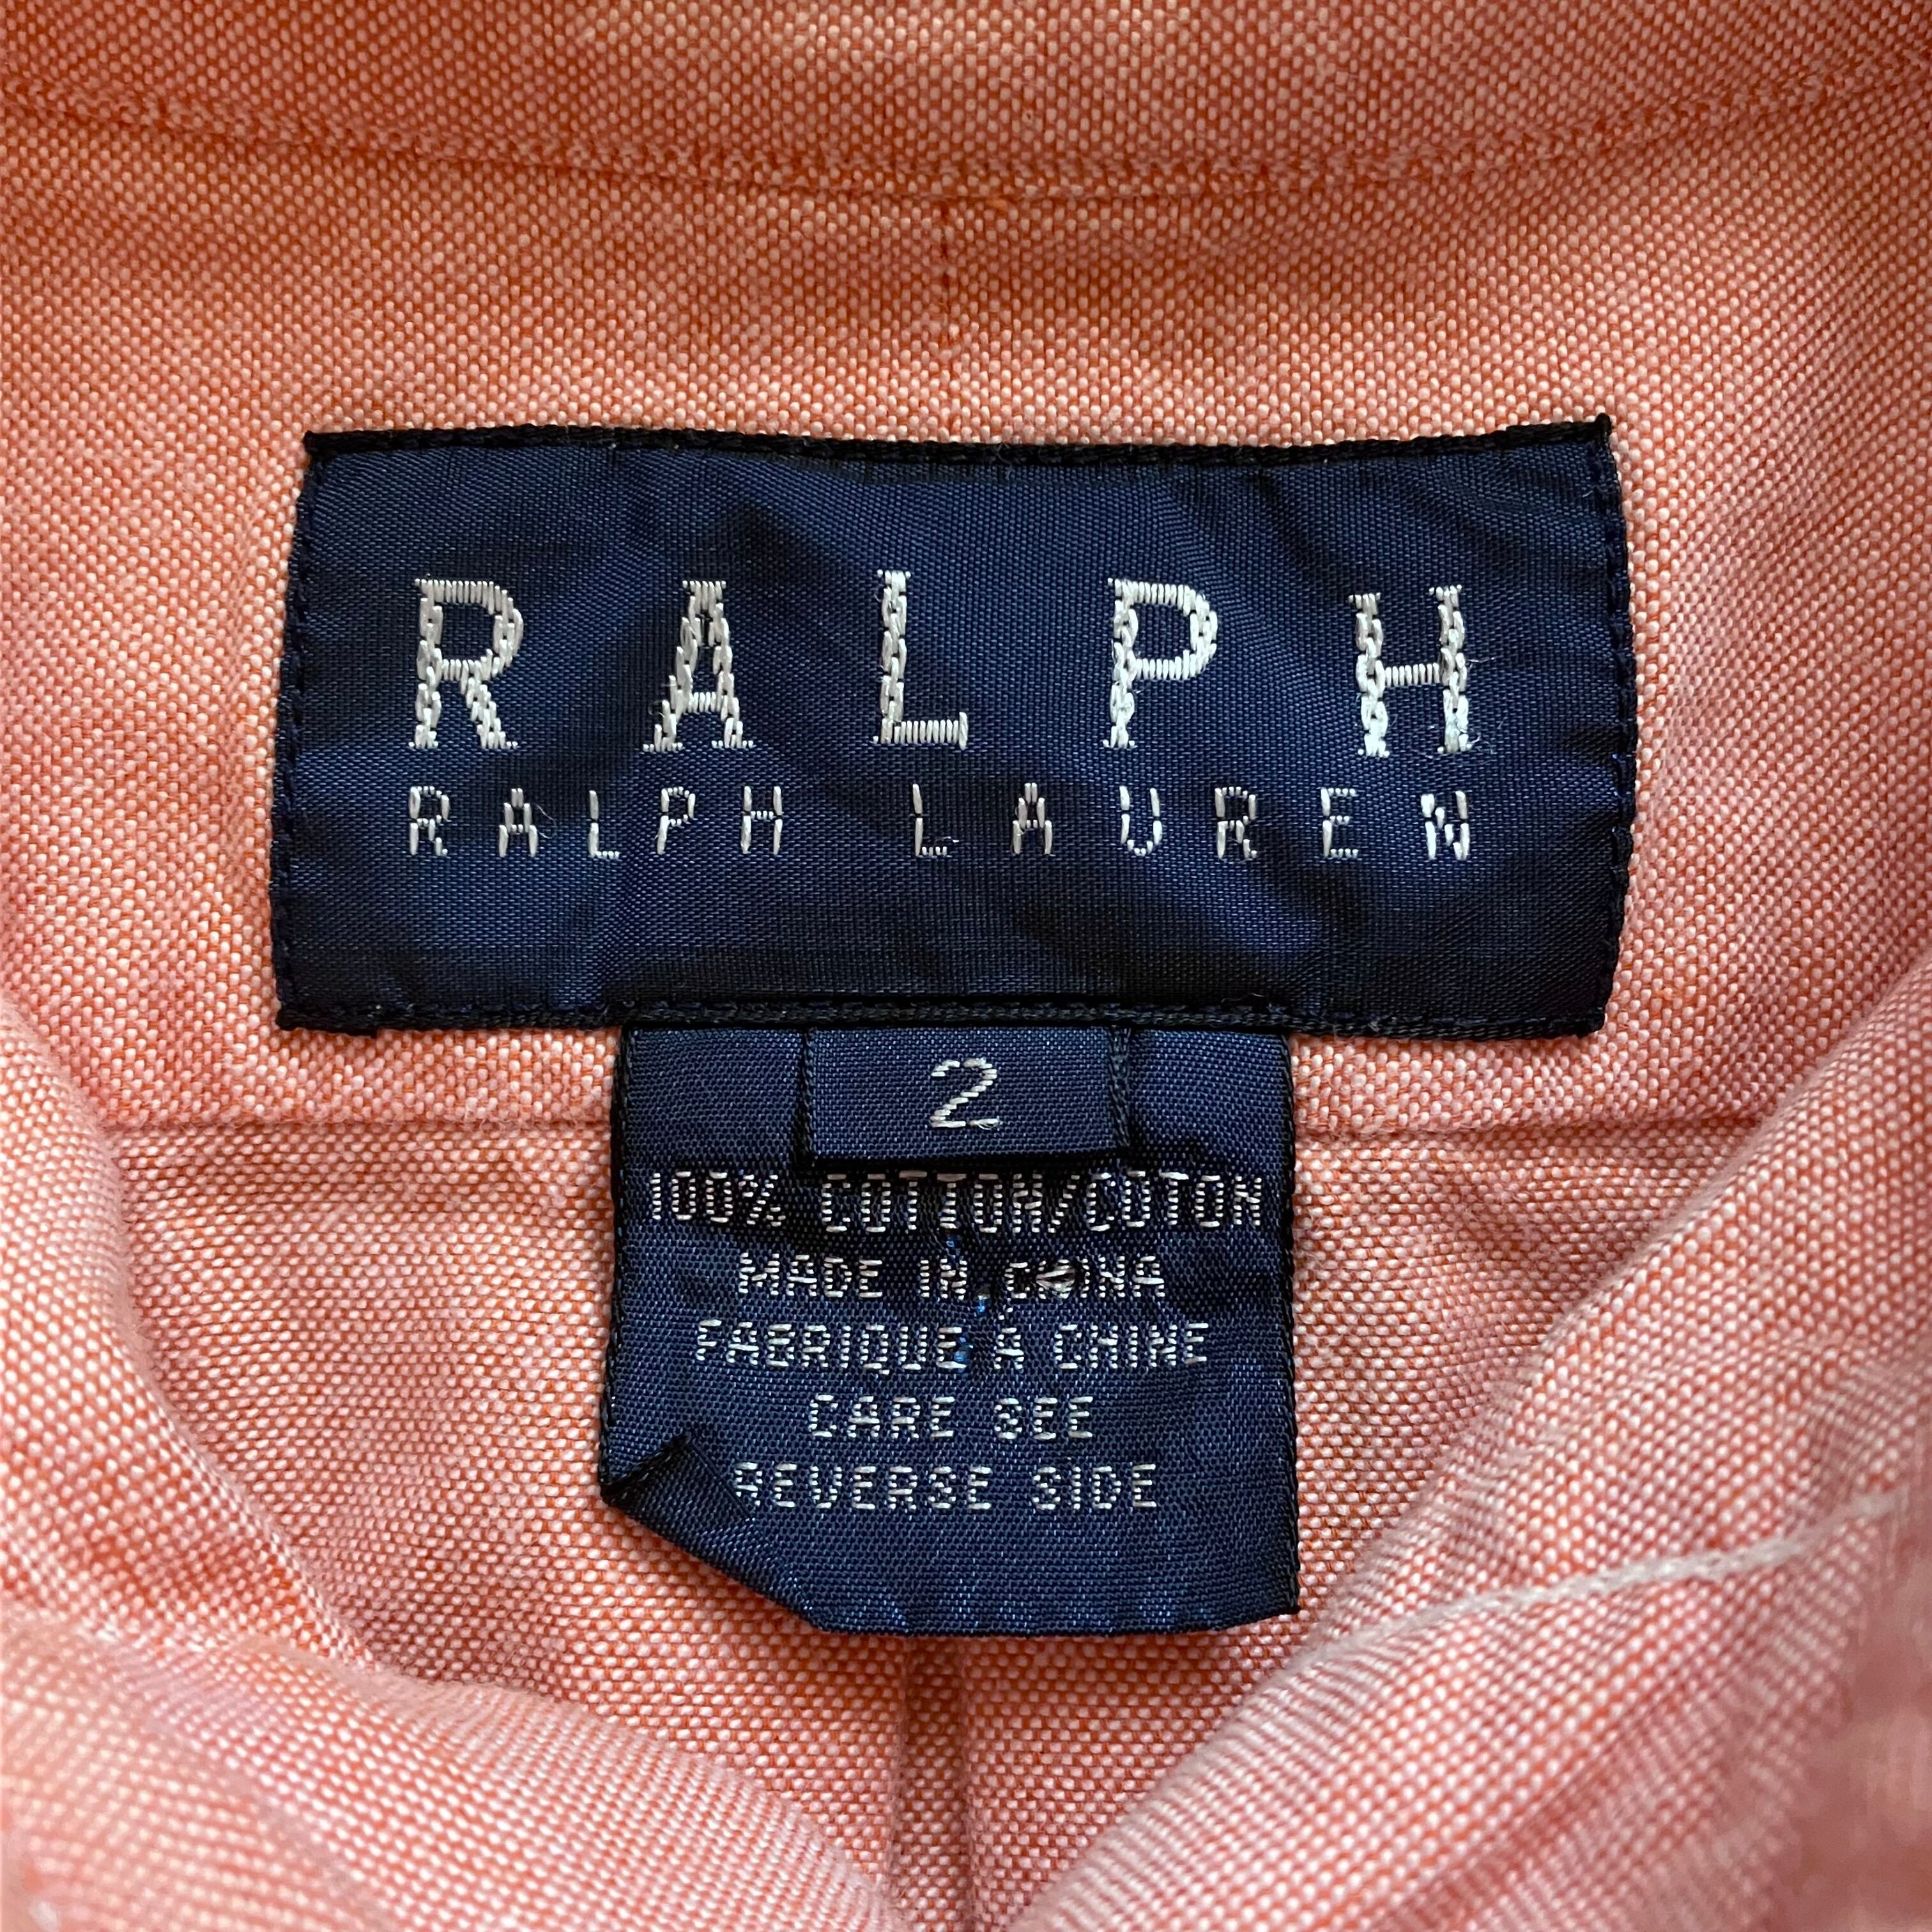 RALPH
RALPH LAUREN
2
100% COTTON/COTON
MADE IN CHINA
FABRIQUE A CHINE
CARE SEE
REVERSE SIDE